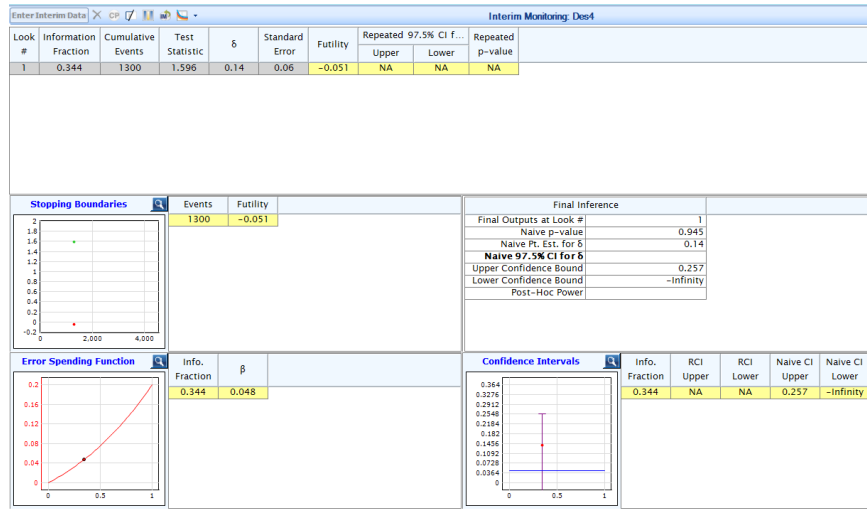 Enter Interim Data CP IM Interim Monitoring: Des4
Look # Information Fraction Cumulative Events Test Statistic δ Standard Error Futility Repeated 97.5% CI f... Upper Lower Repeated p-value
1 0.344 1300 1.596 0.14 0.06 -0.051 NA NA NA
Stopping Boundaries
2
1.8
1.6
1.4
1.2
1
0.8
0.6
0.4
0.2
0
-0.2
0 2,000 4,000
Events Futility
1300 -0.051
Final Inference
Final Outputs at Look # 1
Naive p-value 0.945
Naive Pt. Est. for δ 0.14
Naive 97.5% CI for δ
Upper Confidence Bound 0.257
Lower Confidence Bound -Infinity
Post-Hoc Power
Error Spending Function
0.2
0.16
0.12
0.08
0.04
0
0 0.5 1
Info. Fraction β
0.344 0.048
Confidence Intervals
0.364
0.3276
0.2912
0.2548
0.2184
0.182
0.1456
0.1092
0.0728
0.0364
0
0 0.5 1
Info. Fraction RCI Upper RCI Lower Naive CI Upper Naive CI Lower
0.344 NA NA 0.257 -Infinity